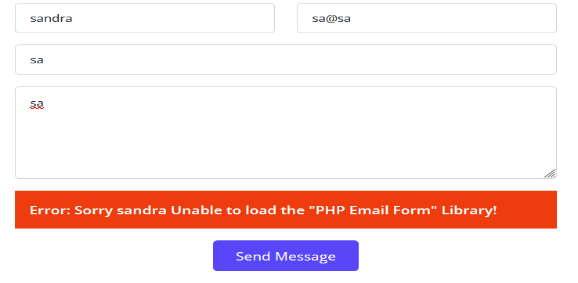 sandra
sa@sa
sa
sa
Error: Sorry sandra Unable to load the "PHP Email Form" Library!
Send Message